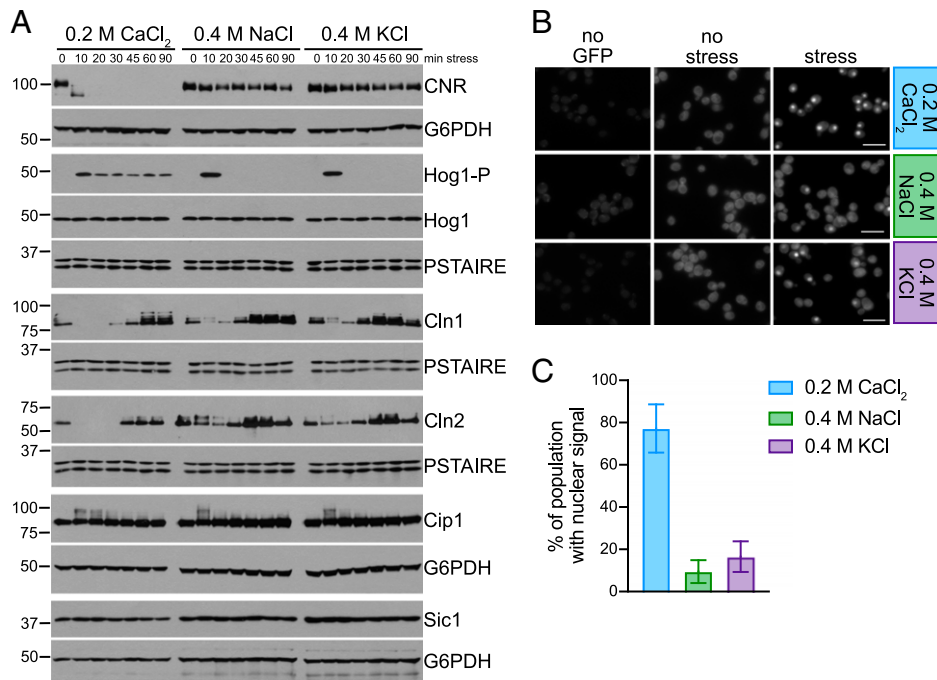 A
0.2 M CaCl₂ 0.4 M NaCl 0.4 M KCl
0 10 20 30 45 60 90 0 10 20 30 45 60 90 0 10 20 30 45 60 90 min stress
100 CNR
50 G6PDH
50 Hog1-P
50 Hog1
37 PSTAIRE
100 Cln1
75
37 PSTAIRE
75 Cln2
50
37 PSTAIRE
100 Cip1
75
50 G6PDH
37 Sic1
50 G6PDH
B
no GFP
no stress
stress
0.2 M CaCl₂
0.4 M NaCl
0.4 M KCl
C
% of population with nuclear signal
100
80
60
40
20
0
0.2 M CaCl₂
0.4 M NaCl
0.4 M KCl